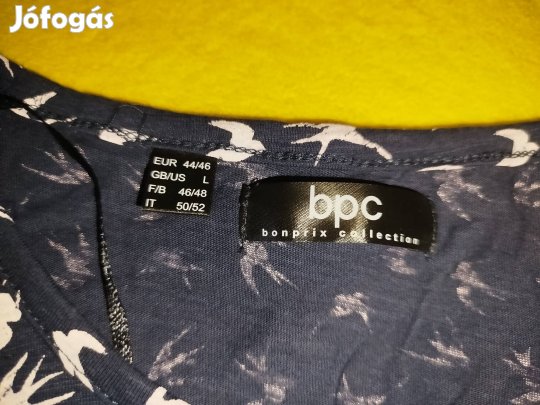 Jófogás
EUR 44/46
GB/US L
F/B 46/48
IT 50/52
bpc
bonprix collection